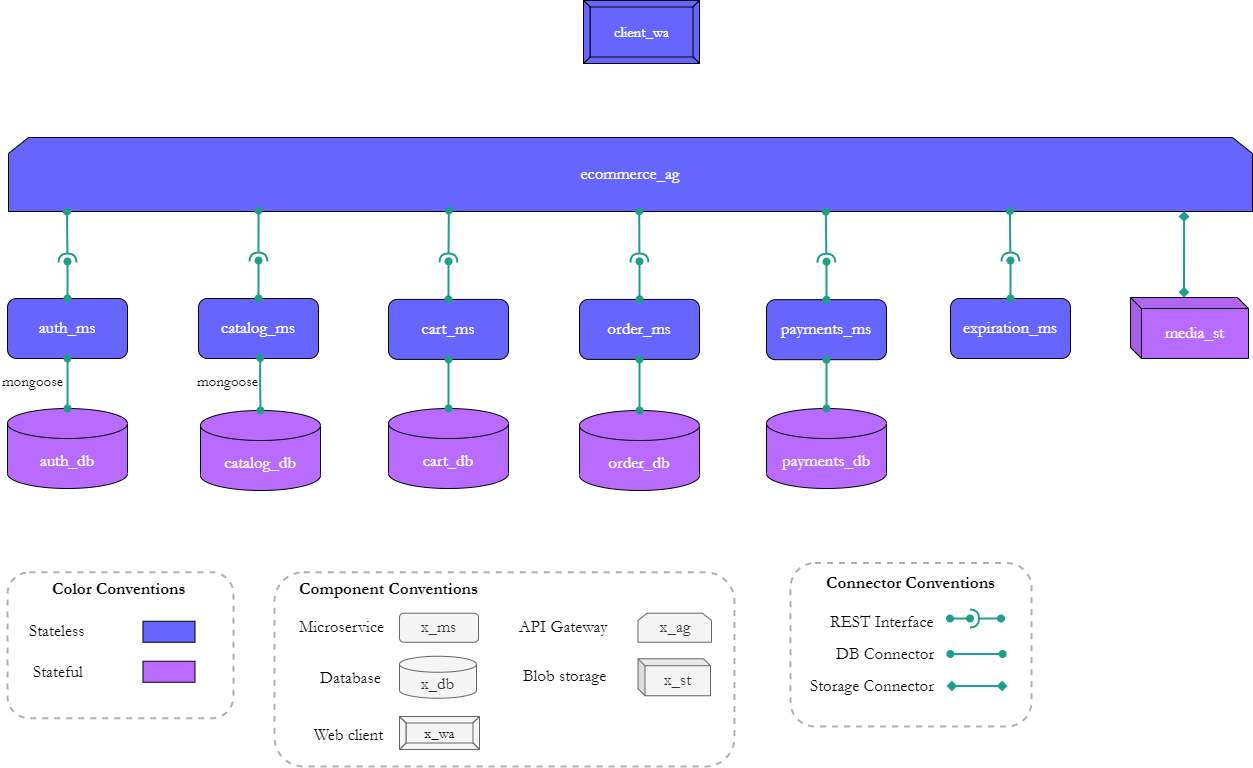 client_wa
ecommerce_ag
auth_ms
catalog_ms
cart_ms
order_ms
payments_ms
expiration_ms
media_st
mongoose
mongoose
auth_db
catalog_db
cart_db
order_db
payments_db
Color Conventions
Stateless
Stateful
Component Conventions
Microservice
x_ms
API Gateway
x_ag
Database
x_db
Blob storage
x_st
Web client
x_wa
Connector Conventions
REST Interface
DB Connector
Storage Connector